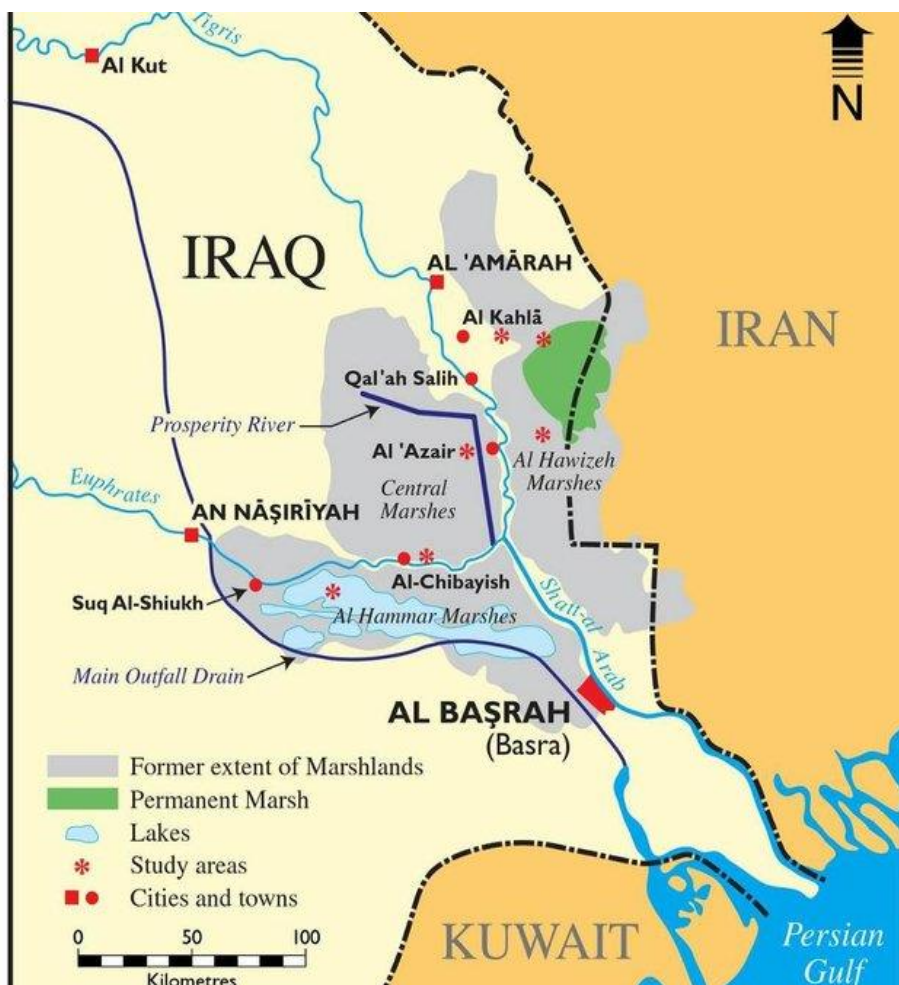 Tigris
Al Kut
N
IRAQ
AL 'AMĀRAH
Al Kahlā
IRAN
Qal'ah Salih
Prosperity River
Al 'Azair
Al Hawizeh
Marshes
Central
Marshes
Euphrates
AN NĀŞIRĪYAH
Al-Chibayish
Suq Al-Shiukh
Al Hammar Marshes
Shatt-al
Arab
Main Outfall Drain
AL BAŞRAH
(Basra)
Former extent of Marshlands
Permanent Marsh
Lakes
Study areas
Cities and towns
0 50 100
Kilometres
KUWAIT
Persian
Gulf